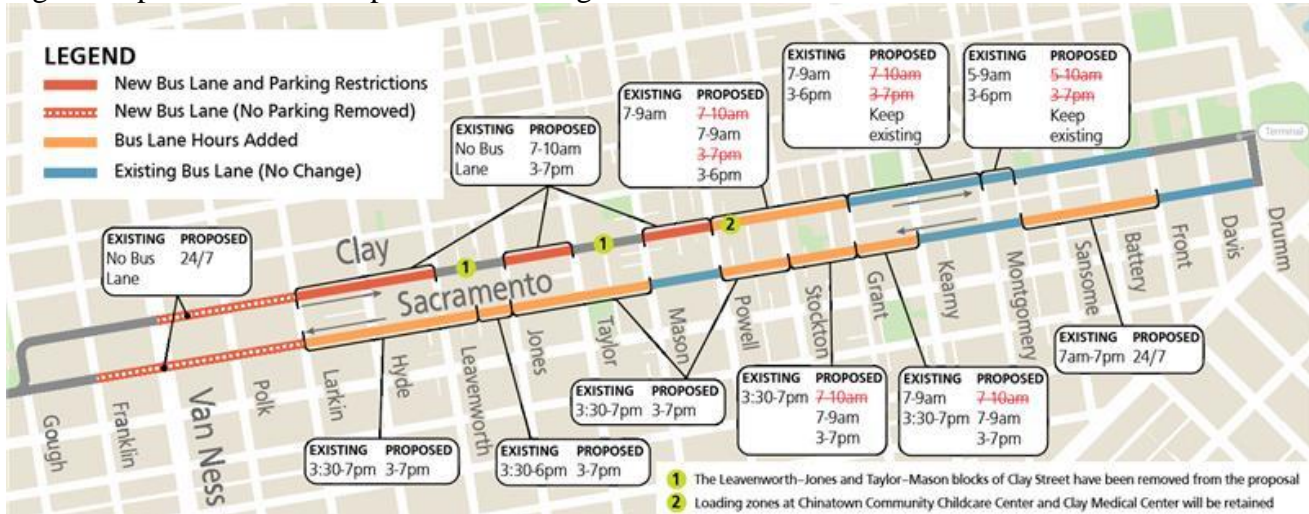 LEGEND
New Bus Lane and Parking Restrictions
New Bus Lane (No Parking Removed)
Bus Lane Hours Added
Existing Bus Lane (No Change)
EXISTING PROPOSED
No Bus 24/7
Lane
EXISTING PROPOSED
No Bus 7-10am
Lane 3-7pm
EXISTING PROPOSED
7-9am 7-10am
7-9am
3-7pm
3-6pm
EXISTING PROPOSED
7-9am 7-10am
3-6pm 3-7pm
Keep
existing
EXISTING PROPOSED
5-9am 5-10am
3-6pm 3-7pm
Keep
existing
Terminal
Clay
Sacramento
Gough
Franklin
Van Ness
Polk
Larkin
Hyde
Leavenworth
Jones
Taylor
Mason
Powell
Stockton
Grant
Kearny
Montgomery
Sansome
Battery
Front
Davis
Drumm
1
1
2
EXISTING PROPOSED
3:30-7pm 3-7pm
EXISTING PROPOSED
3:30-6pm 3-7pm
EXISTING PROPOSED
3:30-7pm 3-7pm
EXISTING PROPOSED
3:30-7pm 7-10am
7-9am
3-7pm
EXISTING PROPOSED
7-9am 7-10am
3:30-7pm 7-9am
3-7pm
EXISTING PROPOSED
7am-7pm 24/7
1 The Leavenworth–Jones and Taylor–Mason blocks of Clay Street have been removed from the proposal
2 Loading zones at Chinatown Community Childcare Center and Clay Medical Center will be retained